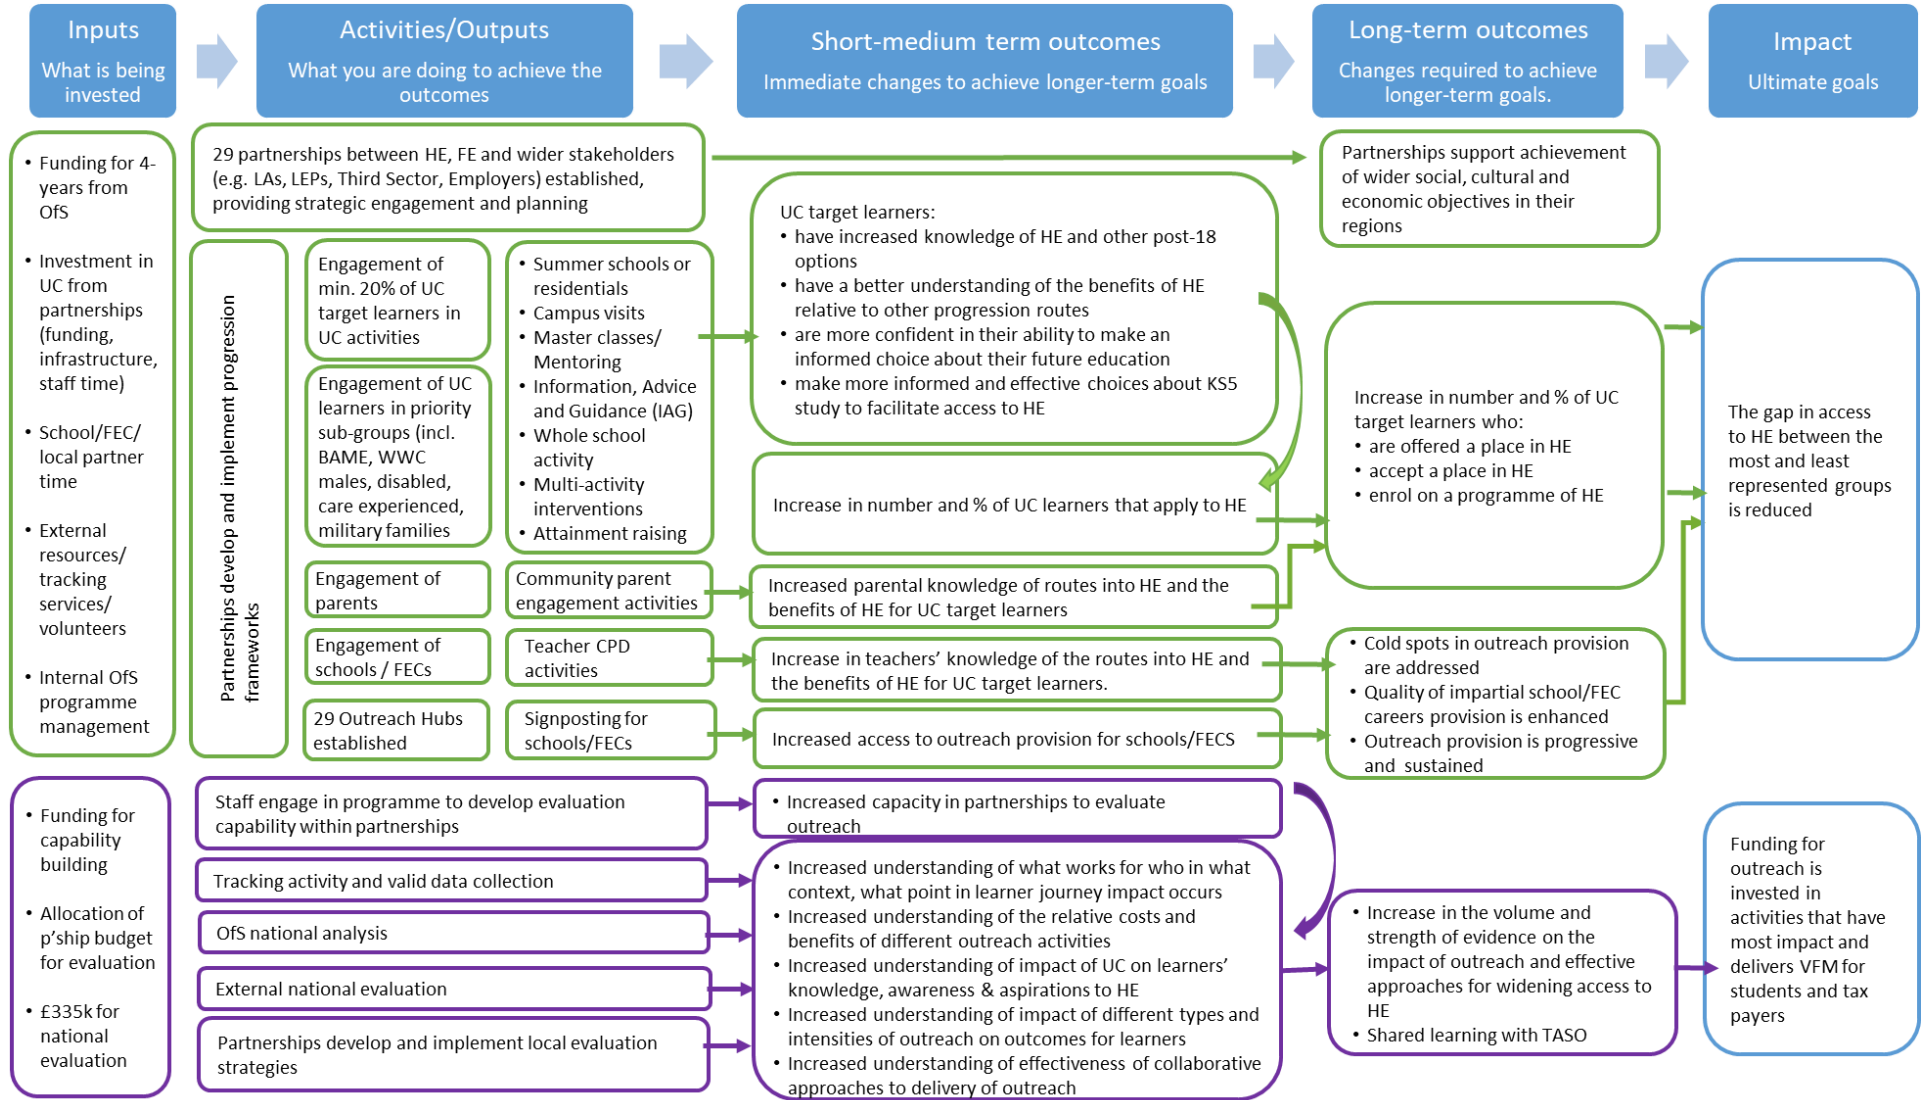 Inputs
What is being
invested
Activities/Outputs
What you are doing to achieve the
outcomes
Short-medium term outcomes
Immediate changes to achieve longer-term goals
Long-term outcomes
Changes required to achieve
longer-term goals.
Impact
Ultimate goals
• Funding for 4-
years from
OfS
• Investment in
UC from
partnerships
(funding,
infrastructure,
staff time)
• School/FEC/
local partner
time
• External
resources/
tracking
services/
volunteers
• Internal OfS
programme
management
29 partnerships between HE, FE and wider stakeholders
(e.g. LAs, LEPs, Third Sector, Employers) established,
providing strategic engagement and planning
Partnerships develop and implement progression
frameworks
Engagement of
min. 20% of UC
target learners in
UC activities
Engagement of UC
learners in priority
sub-groups (incl.
BAME, WWC
males, disabled,
care experienced,
military families
Engagement of
parents
Engagement of
schools / FECs
29 Outreach Hubs
established
• Summer schools or
residentials
• Campus visits
• Master classes/
Mentoring
• Information, Advice
and Guidance (IAG)
• Whole school
activity
• Multi-activity
interventions
• Attainment raising
Community parent
engagement activities
Teacher CPD
activities
Signposting for
schools/FECs
UC target learners:
• have increased knowledge of HE and other post-18
options
• have a better understanding of the benefits of HE
relative to other progression routes
• are more confident in their ability to make an
informed choice about their future education
• make more informed and effective choices about KS5
study to facilitate access to HE
Increase in number and % of UC learners that apply to HE
Increased parental knowledge of routes into HE and the
benefits of HE for UC target learners
Increase in teachers’ knowledge of the routes into HE and
the benefits of HE for UC target learners.
Increased access to outreach provision for schools/FECS
Partnerships support achievement
of wider social, cultural and
economic objectives in their
regions
Increase in number and % of UC
target learners who:
• are offered a place in HE
• accept a place in HE
• enrol on a programme of HE
• Cold spots in outreach provision
are addressed
• Quality of impartial school/FEC
careers provision is enhanced
• Outreach provision is progressive
and sustained
The gap in access
to HE between the
most and least
represented groups
is reduced
• Funding for
capability
building
• Allocation of
p’ship budget
for evaluation
• £335k for
national
evaluation
Staff engage in programme to develop evaluation
capability within partnerships
Tracking activity and valid data collection
OfS national analysis
External national evaluation
Partnerships develop and implement local evaluation
strategies
• Increased capacity in partnerships to evaluate
outreach
• Increased understanding of what works for who in what
context, what point in learner journey impact occurs
• Increased understanding of the relative costs and
benefits of different outreach activities
• Increased understanding of impact of UC on learners’
knowledge, awareness & aspirations to HE
• Increased understanding of impact of different types and
intensities of outreach on outcomes for learners
• Increased understanding of effectiveness of collaborative
approaches to delivery of outreach
• Increase in the volume and
strength of evidence on the
impact of outreach and effective
approaches for widening access to
HE
• Shared learning with TASO
Funding for
outreach is
invested in
activities that have
most impact and
delivers VFM for
students and tax
payers